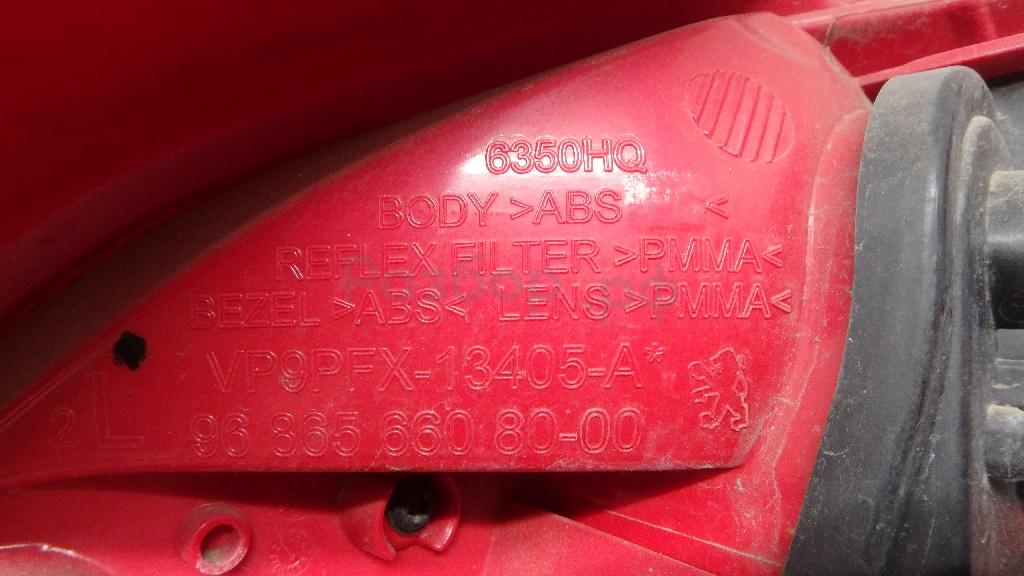 6350HQ
BODY >ABS <
REFLEX FILTER >PMMA<
BEZEL >ABS< LENS >PMMA<
VP9PFX-13405-A*
2 L
96 865 660 80-00